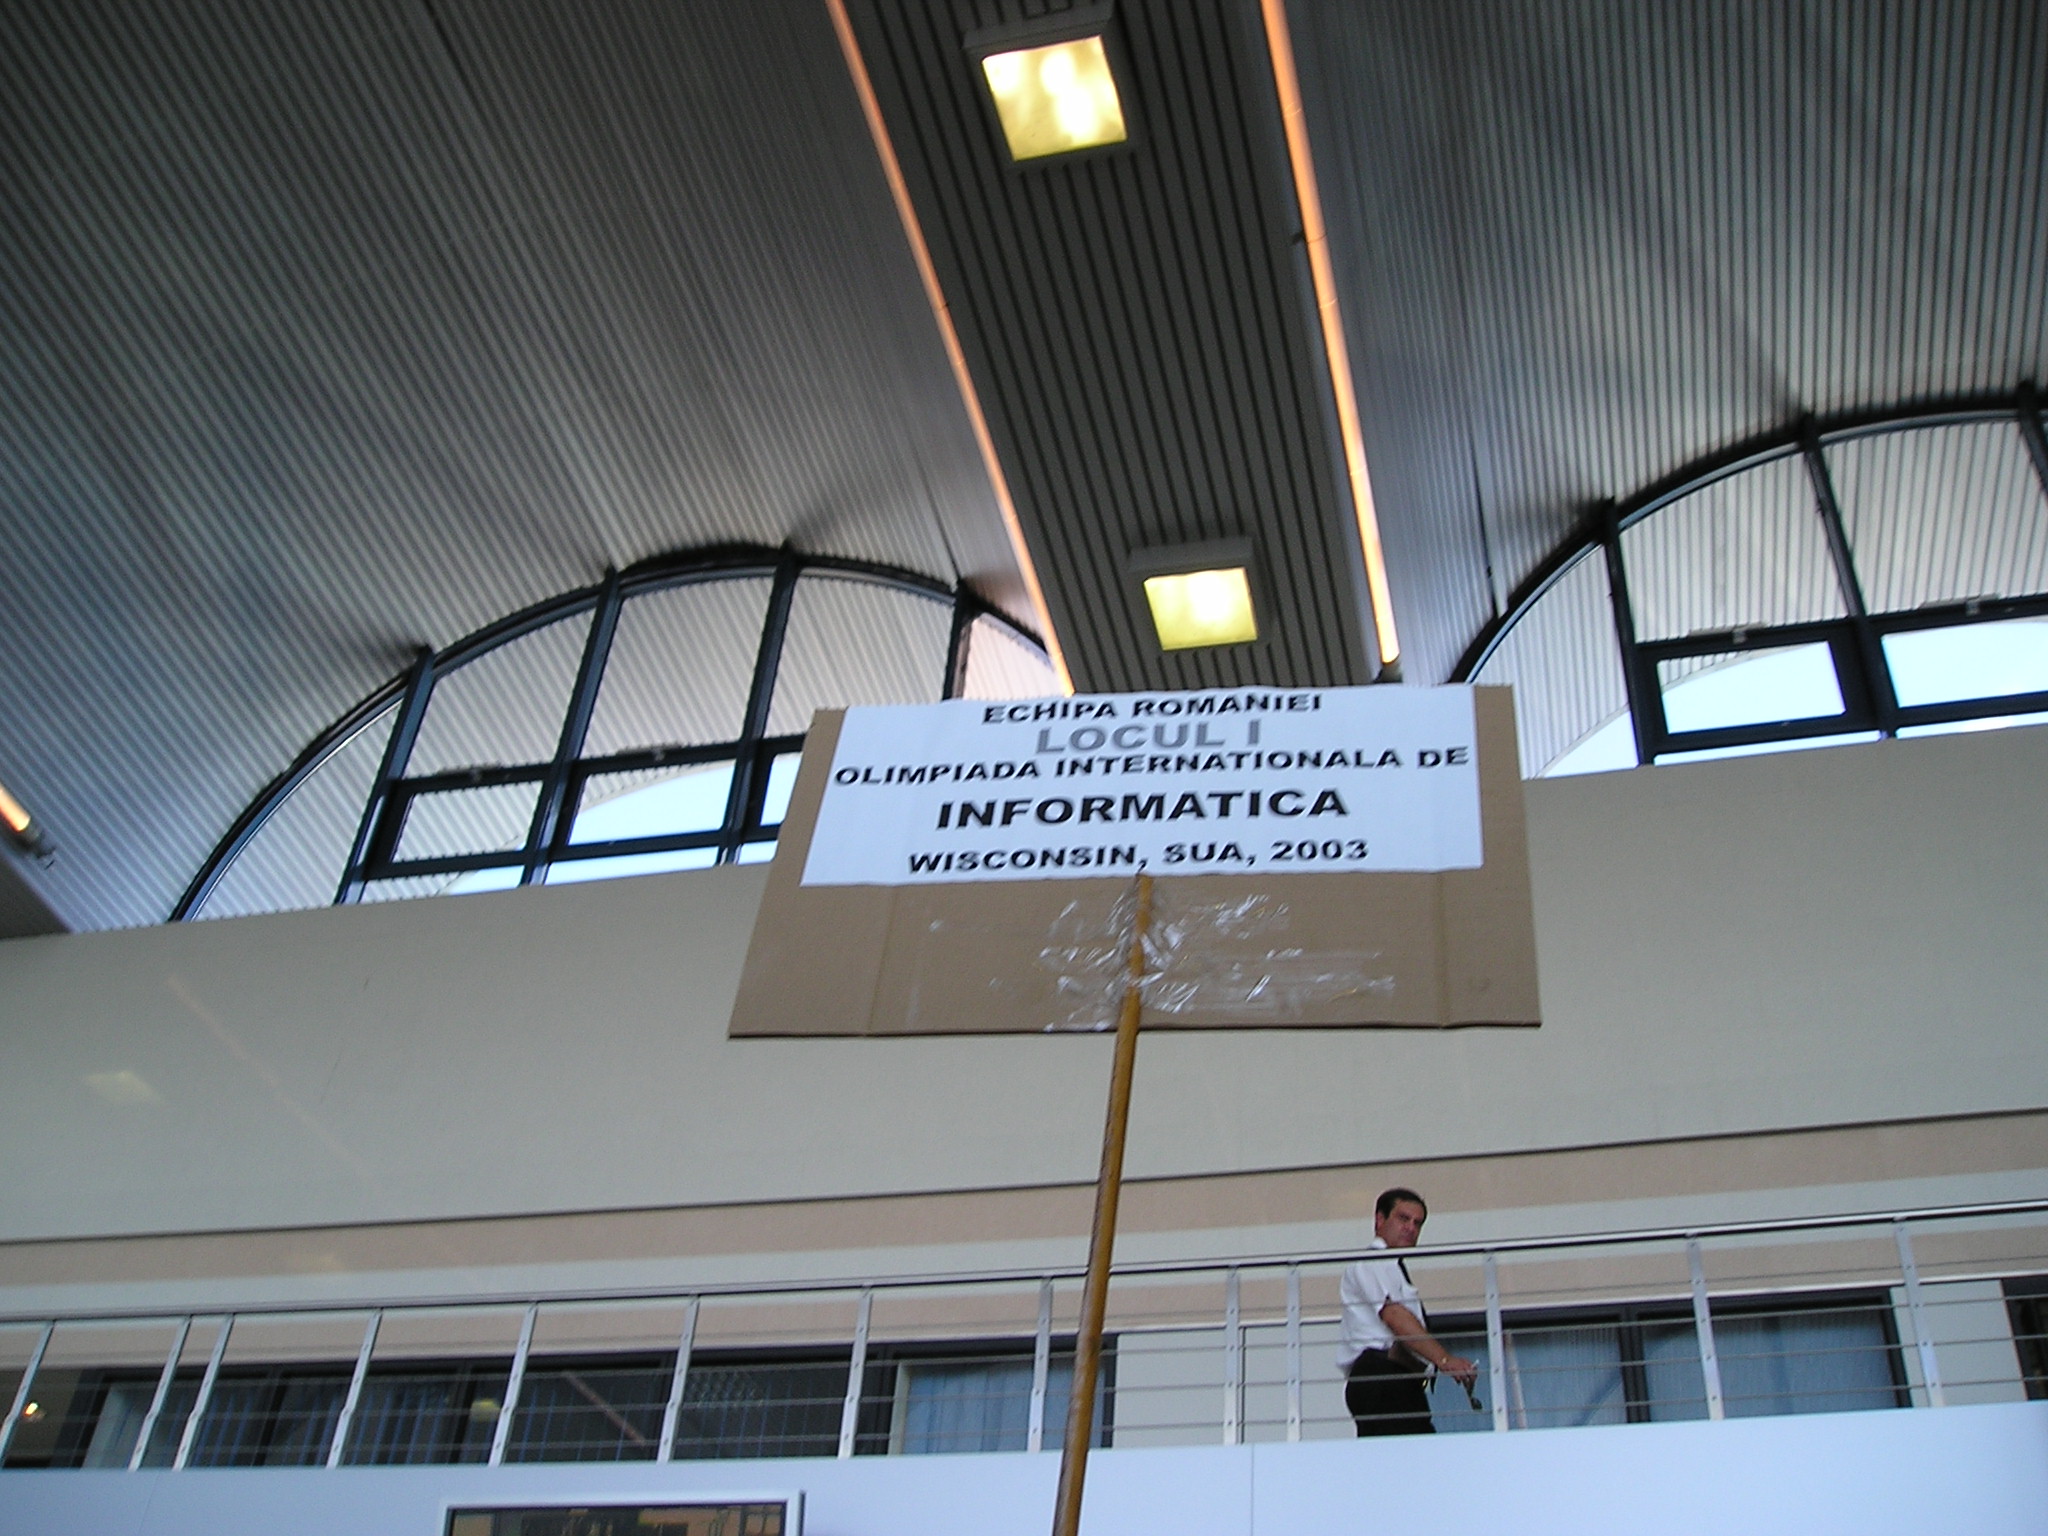 ECHIPA ROMANIEI
LOCUL I
OLIMPIADA INTERNATIONALA DE
INFORMATICA
WISCONSIN, SUA, 2003